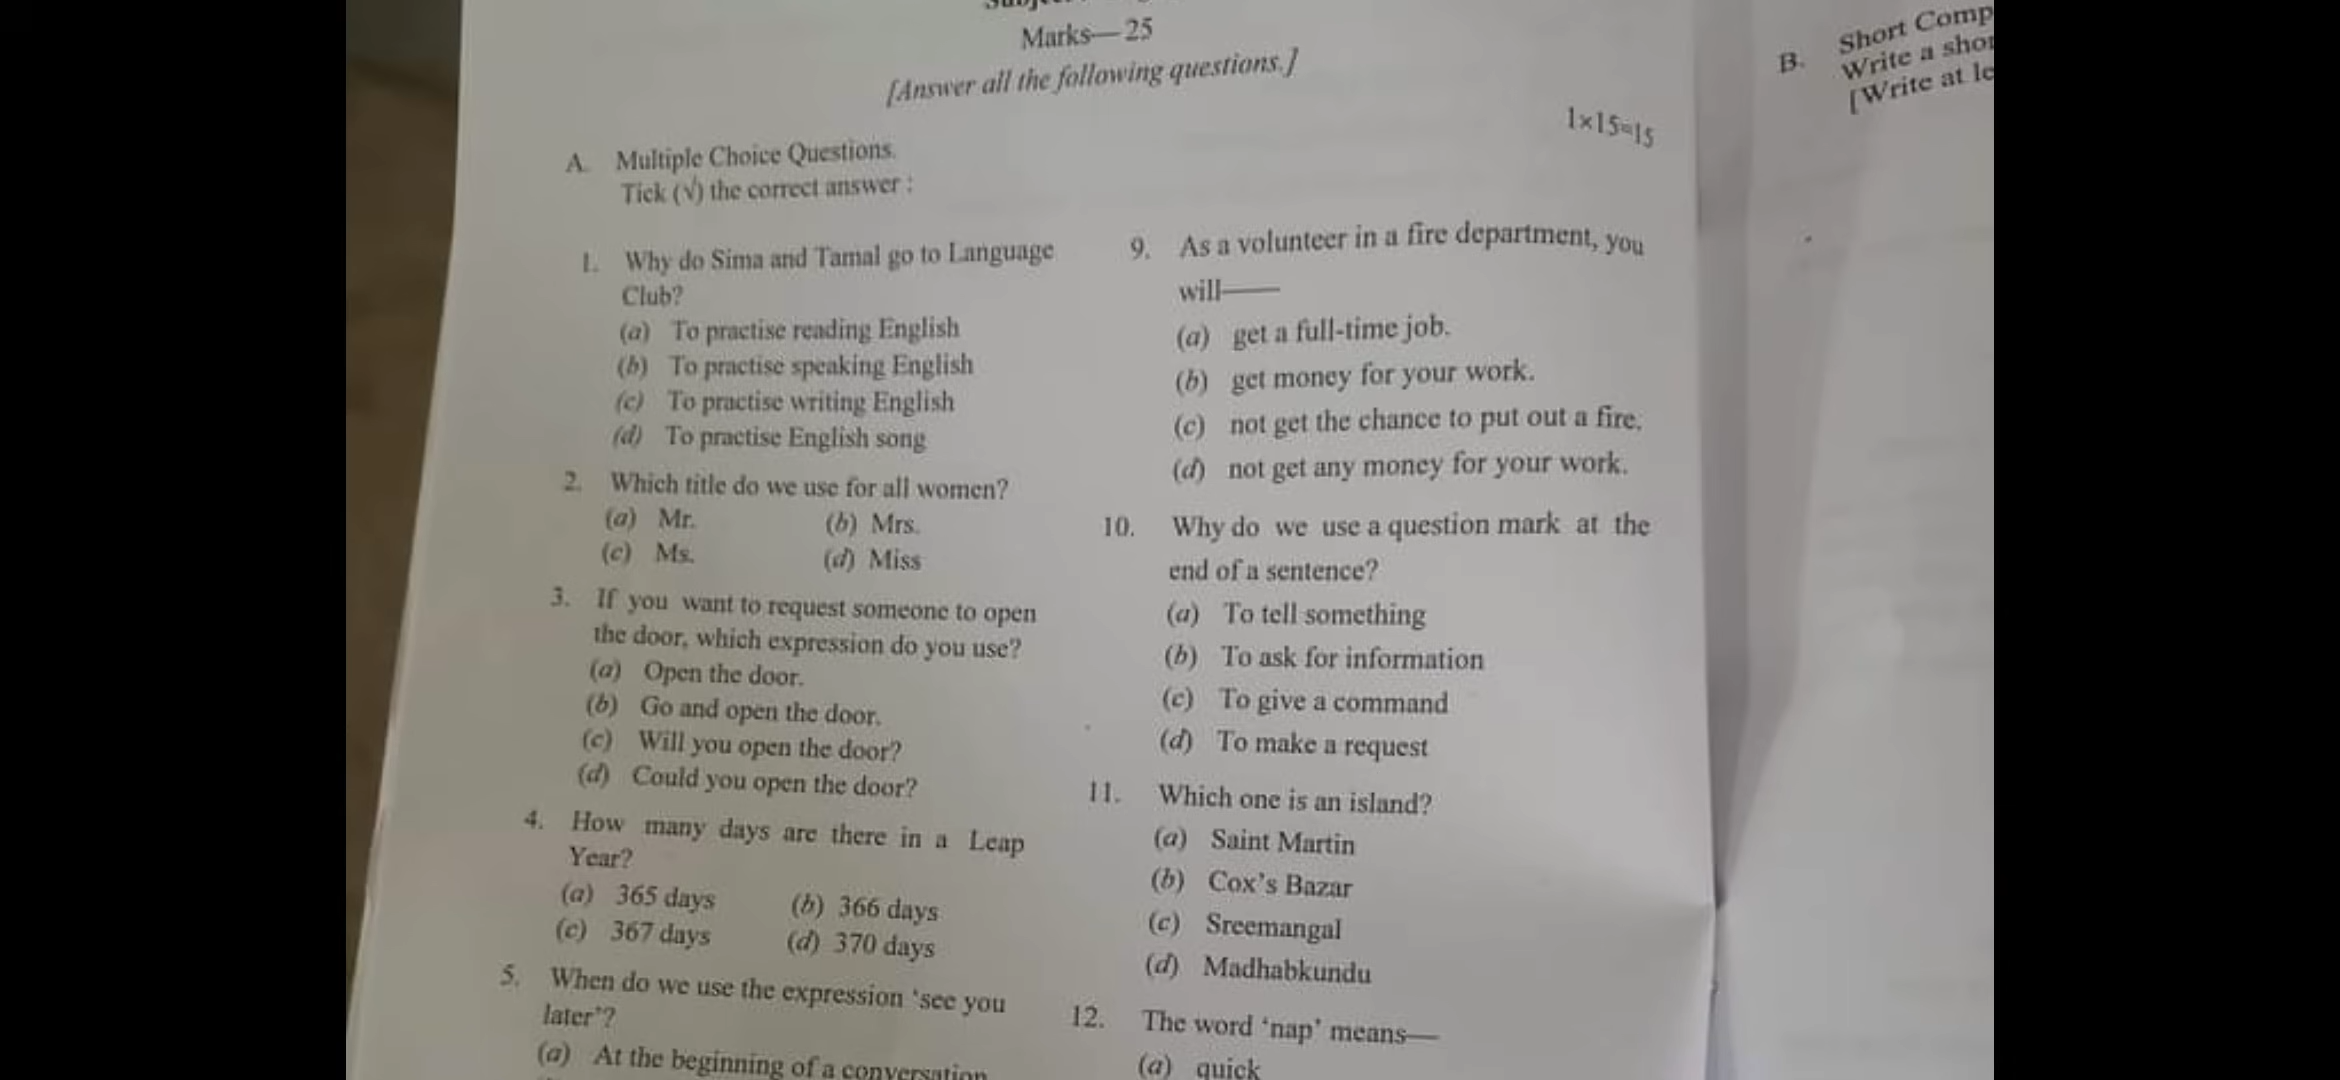 Marks—25
[Answer all the following questions.]
1×15=15
A. Multiple Choice Questions.
Tick (√) the correct answer :
1. Why do Sima and Tamal go to Language
Club?
(a) To practise reading English
(b) To practise speaking English
(c) To practise writing English
(d) To practise English song
2. Which title do we use for all women?
(a) Mr. (b) Mrs.
(c) Ms. (d) Miss
3. If you want to request someone to open
the door, which expression do you use?
(a) Open the door.
(b) Go and open the door.
(c) Will you open the door?
(d) Could you open the door?
4. How many days are there in a Leap
Year?
(a) 365 days (b) 366 days
(c) 367 days (d) 370 days
5. When do we use the expression ‘see you
later’?
(a) At the beginning of a conversation
9. As a volunteer in a fire department, you
will——
(a) get a full-time job.
(b) get money for your work.
(c) not get the chance to put out a fire.
(d) not get any money for your work.
10. Why do we use a question mark at the
end of a sentence?
(a) To tell something
(b) To ask for information
(c) To give a command
(d) To make a request
11. Which one is an island?
(a) Saint Martin
(b) Cox’s Bazar
(c) Sreemangal
(d) Madhabkundu
12. The word ‘nap’ means—
(a) quick
B. Short Comp
Write a shor
[Write at le